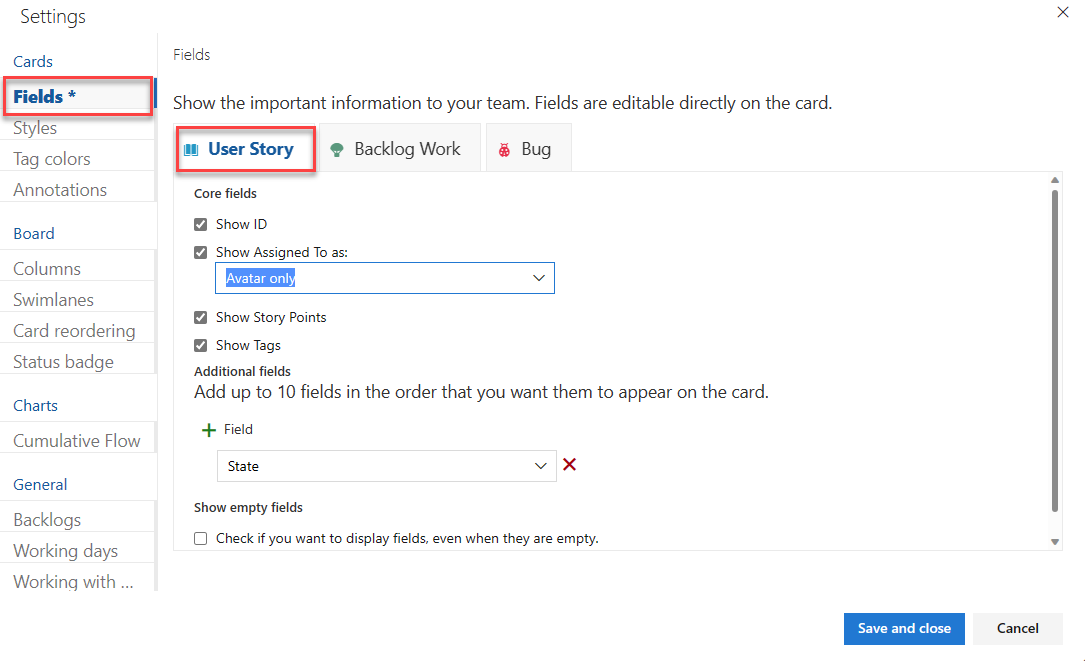 Settings
Cards
Fields *
Styles
Tag colors
Annotations
Board
Columns
Swimlanes
Card reordering
Status badge
Charts
Cumulative Flow
General
Backlogs
Working days
Working with ...
Fields
Show the important information to your team. Fields are editable directly on the card.
User Story
Backlog Work
Bug
Core fields
Show ID
Show Assigned To as:
Avatar only
Show Story Points
Show Tags
Additional fields
Add up to 10 fields in the order that you want them to appear on the card.
Field
State
Show empty fields
Check if you want to display fields, even when they are empty.
Save and close
Cancel